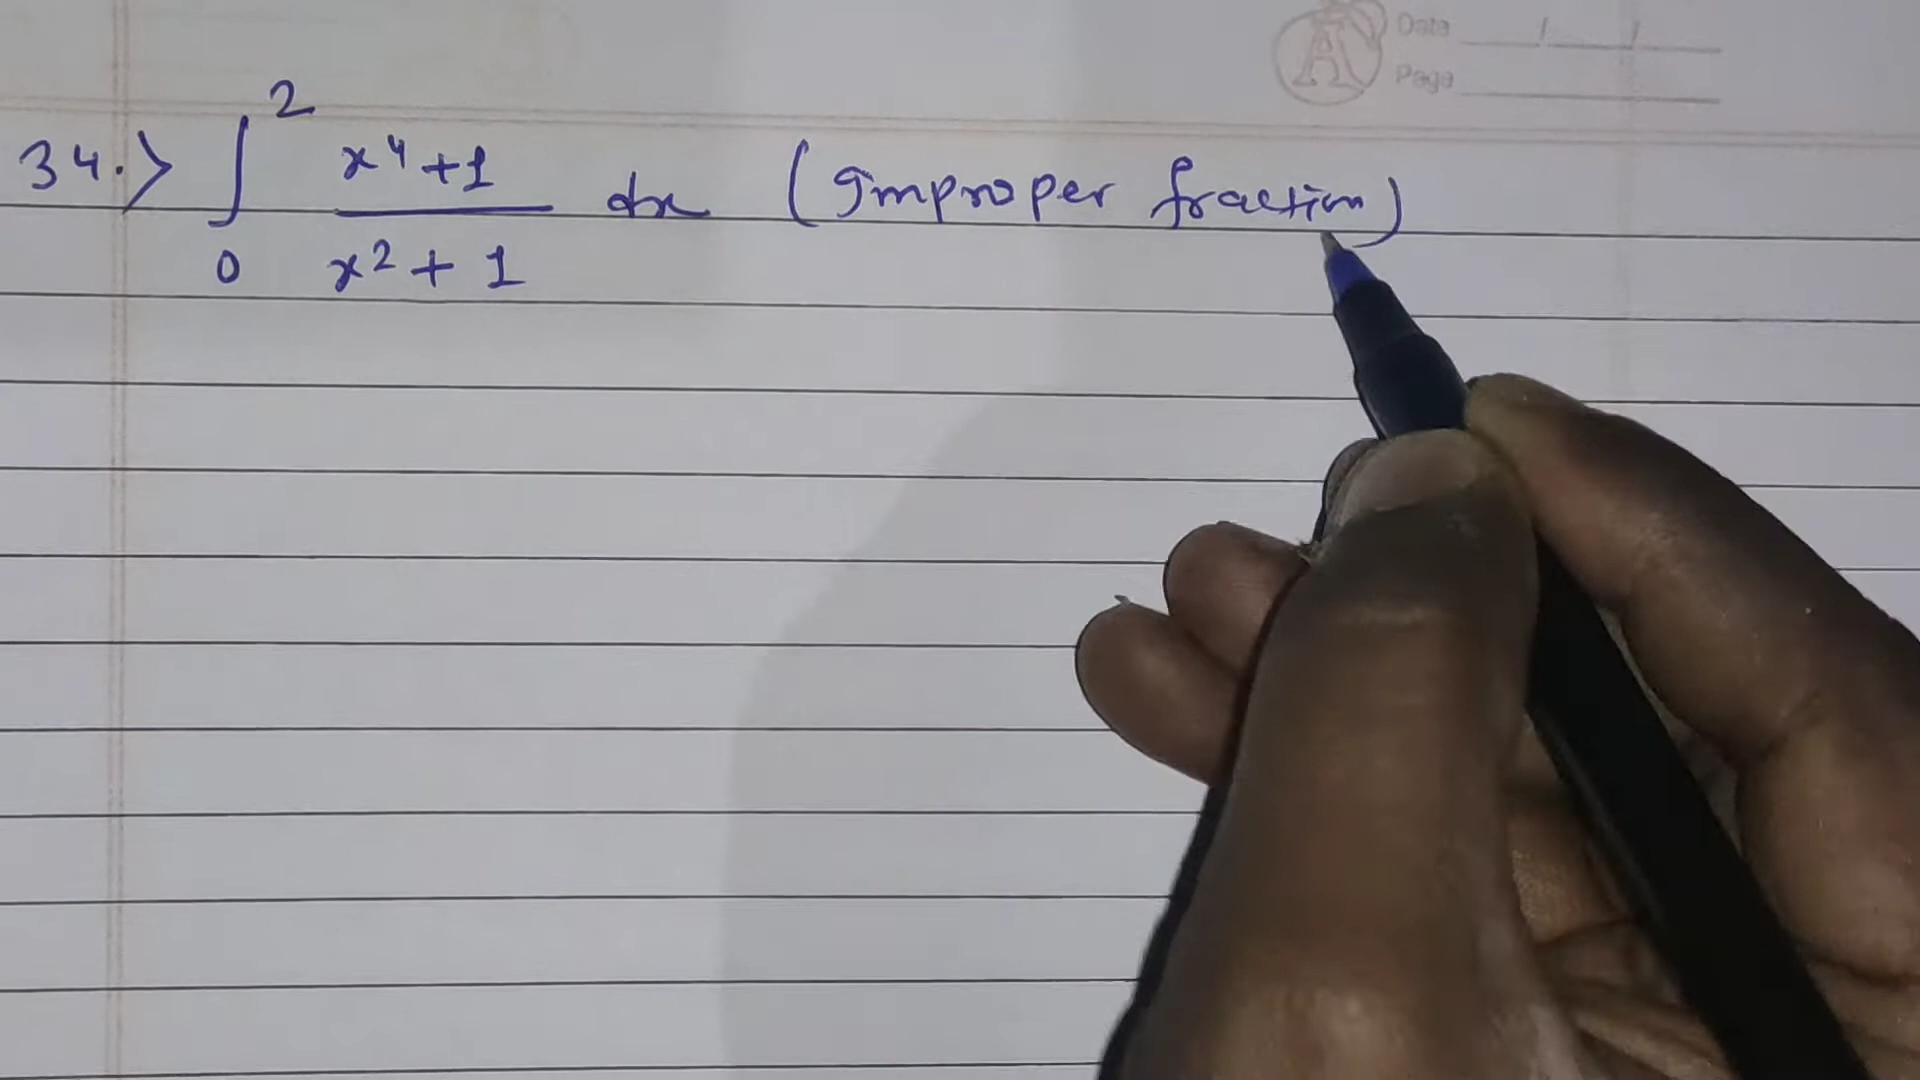 Date / /
Page
34.> ∫₀² (x⁴+1)/(x²+1) dx (Improper fraction)